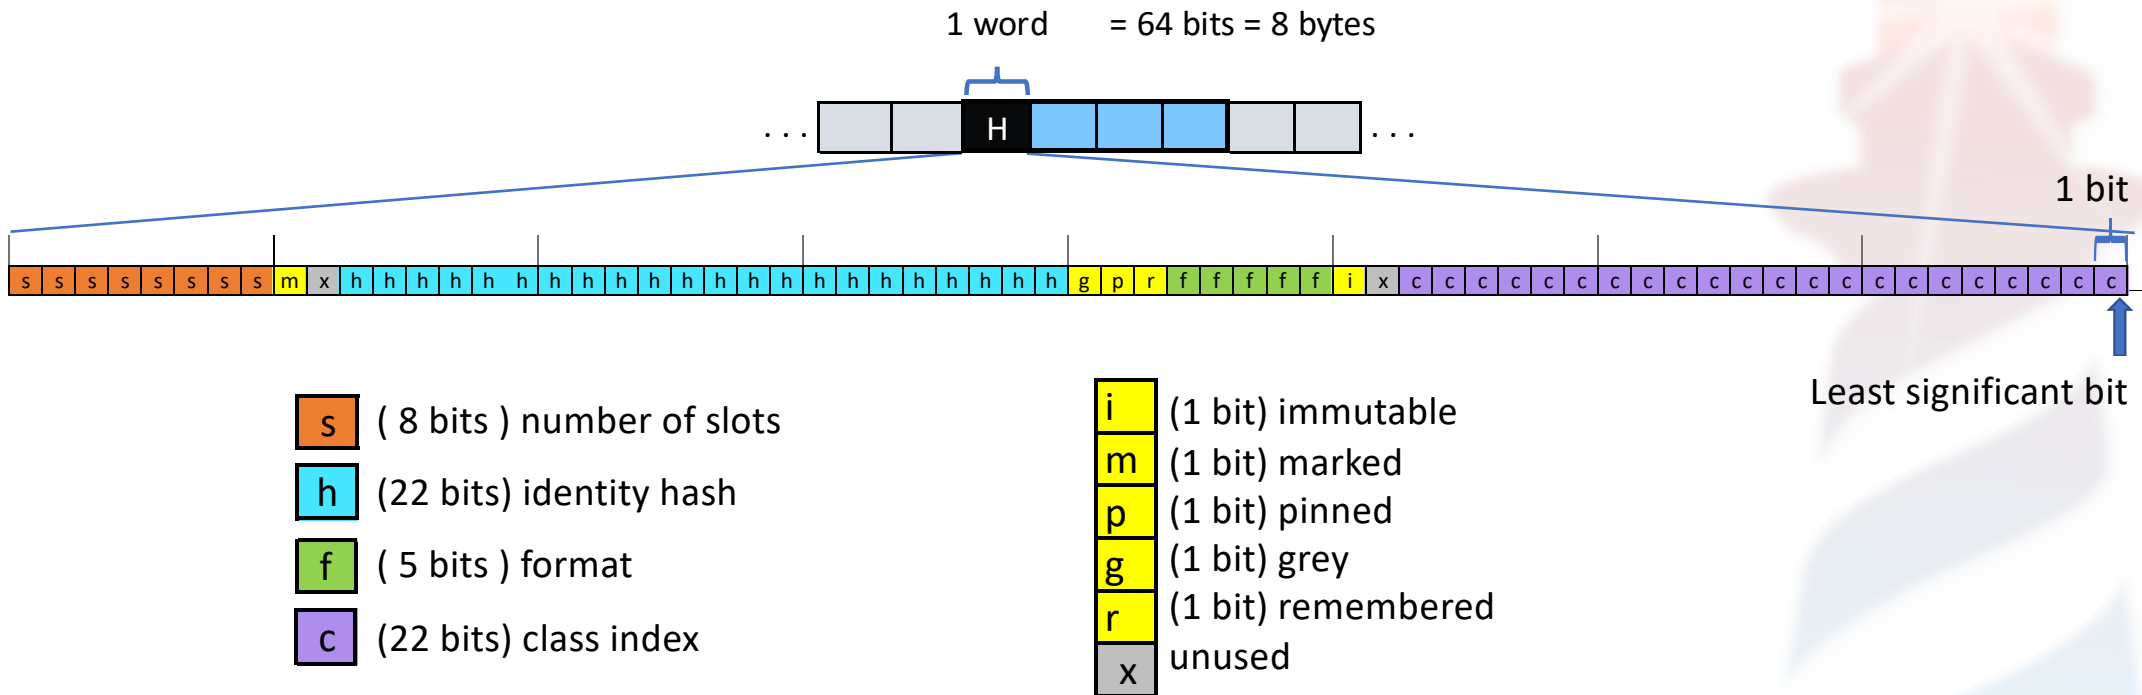 1 word = 64 bits = 8 bytes
. . . H . . .
1 bit
s s s s s s s s m x h h h h h h h h h h h h h h h h h h h h h h g p r f f f f f i x c c c c c c c c c c c c c c c c c c c c c c
Least significant bit
s ( 8 bits ) number of slots
h (22 bits) identity hash
f ( 5 bits ) format
c (22 bits) class index
i (1 bit) immutable
m (1 bit) marked
p (1 bit) pinned
g (1 bit) grey
r (1 bit) remembered
x unused